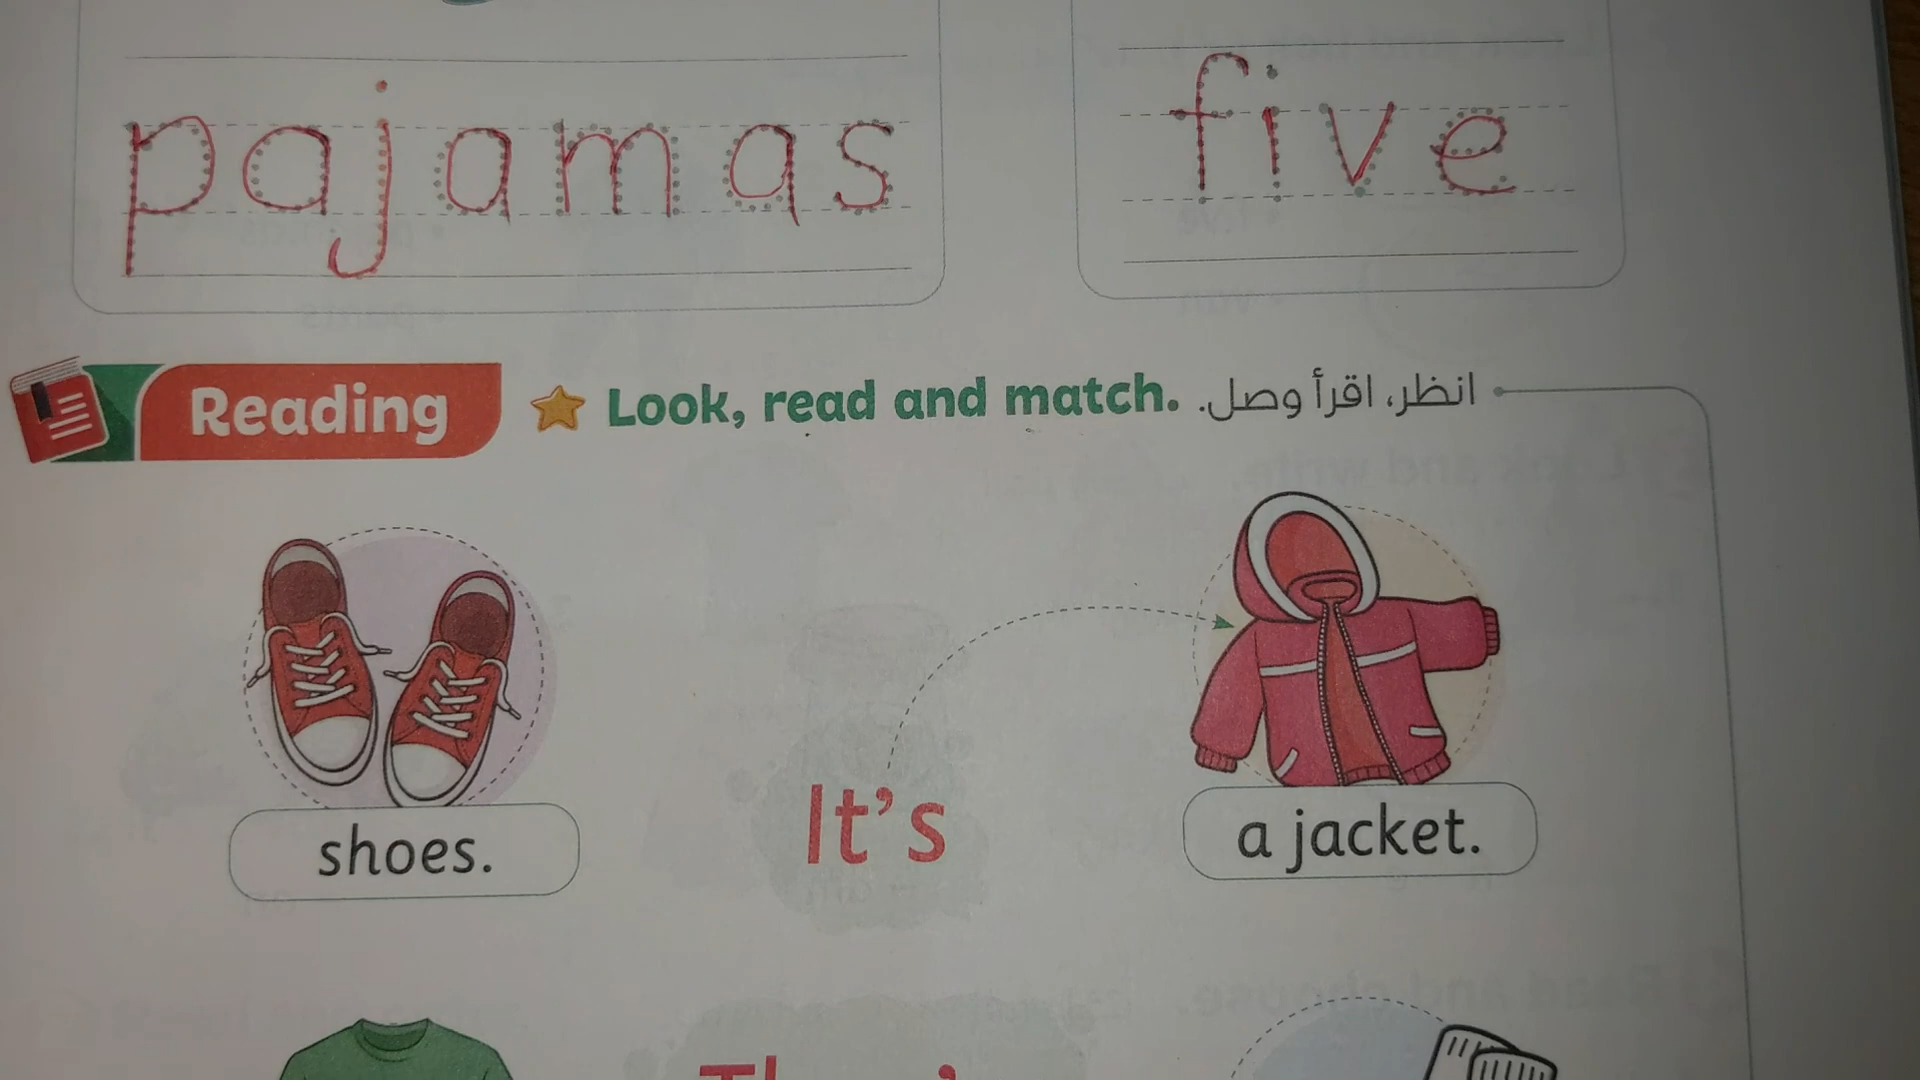 pajamas
five
Reading
Look, read and match. انظر، اقرأ وصل.
shoes.
It's
a jacket.